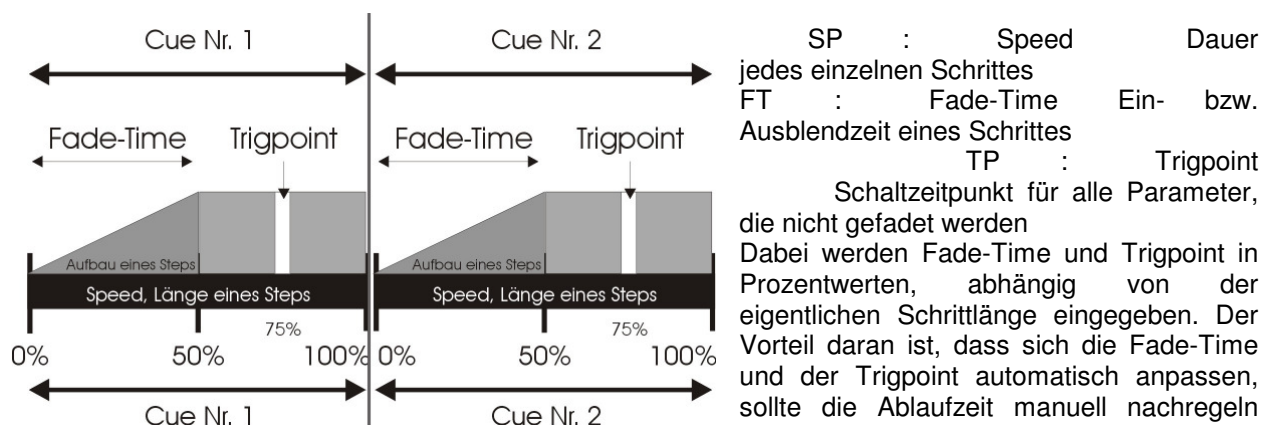 Cue Nr. 1
Cue Nr. 2
Fade-Time
Trigpoint
Fade-Time
Trigpoint
Aufbau eines Steps
Aufbau eines Steps
Speed, Länge eines Steps
Speed, Länge eines Steps
75%
75%
0%
50%
100%
0%
50%
100%
Cue Nr. 1
Cue Nr. 2
SP : Speed Dauer
jedes einzelnen Schrittes
FT : Fade-Time Ein- bzw.
Ausblendzeit eines Schrittes
TP : Trigpoint
Schaltzeitpunkt für alle Parameter,
die nicht gefadet werden
Dabei werden Fade-Time und Trigpoint in
Prozentwerten, abhängig von der
eigentlichen Schrittlänge eingegeben. Der
Vorteil daran ist, dass sich die Fade-Time
und der Trigpoint automatisch anpassen,
sollte die Ablaufzeit manuell nachregeln